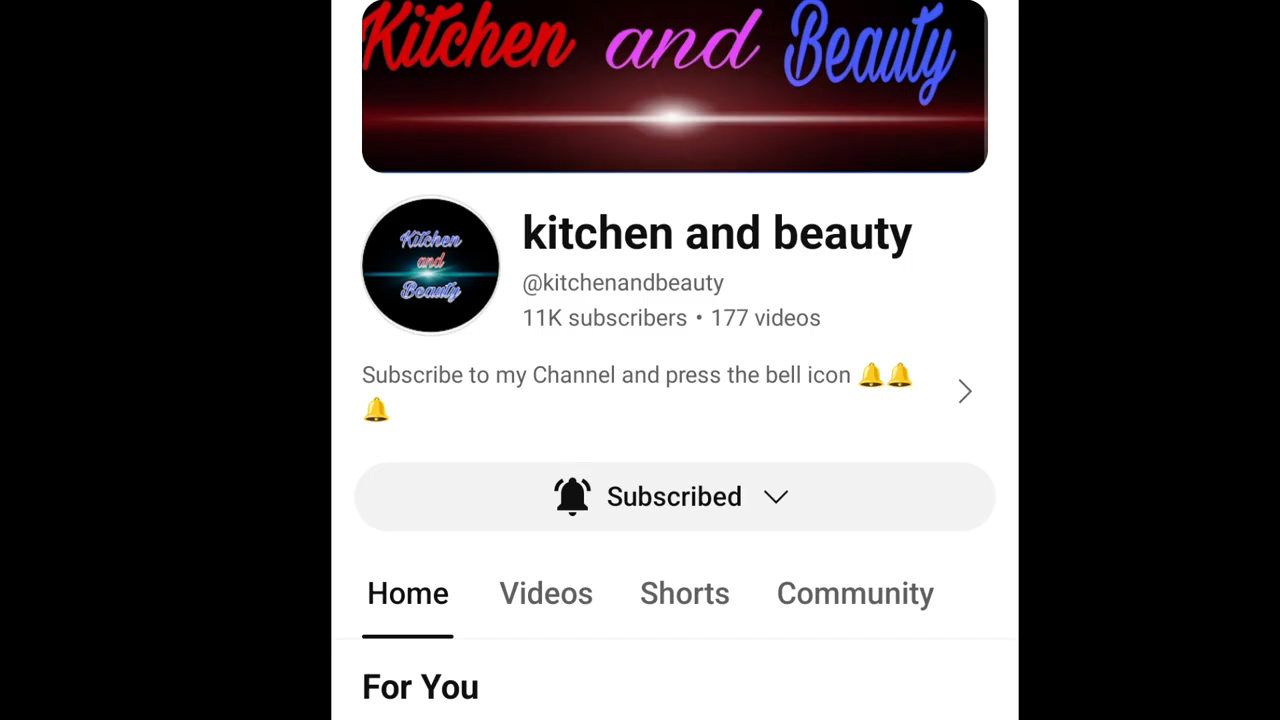 Kitchen and Beauty
Kitchen
and
Beauty
kitchen and beauty
@kitchenandbeauty
11K subscribers • 177 videos
Subscribe to my Channel and press the bell icon 🔔🔔
🔔
Subscribed
Home Videos Shorts Community
For You